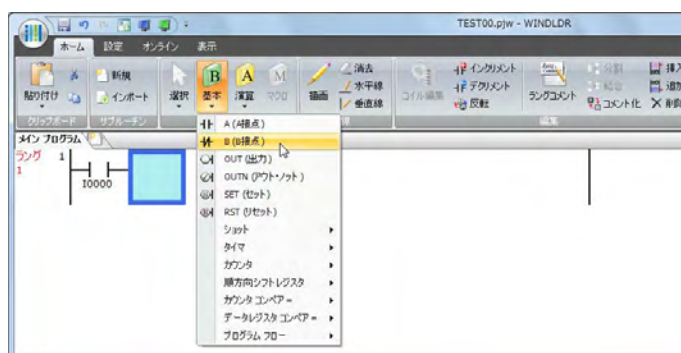 TEST00.pjw - WINDLDR
ホーム 設定 オンライン 表示
貼り付け
新規
インポート
選択
B
基本
A
演算
M
マクロ
描画
消去
水平線
垂直線
コイル編集
インクリメント
デクリメント
反転
ラングコメント
分割
結合
コメント化
挿入
追加
削除
クリップボード サブルーチン
編集
メイン プログラム
ラング 1
1
I0000
A (A接点)
B (B接点)
OUT (出力)
OUTN (アウト・ノット)
SET (セット)
RST (リセット)
ショット
タイマ
カウンタ
順方向シフトレジスタ
カウンタ コンペア =
データレジスタ コンペア =
プログラム フロー